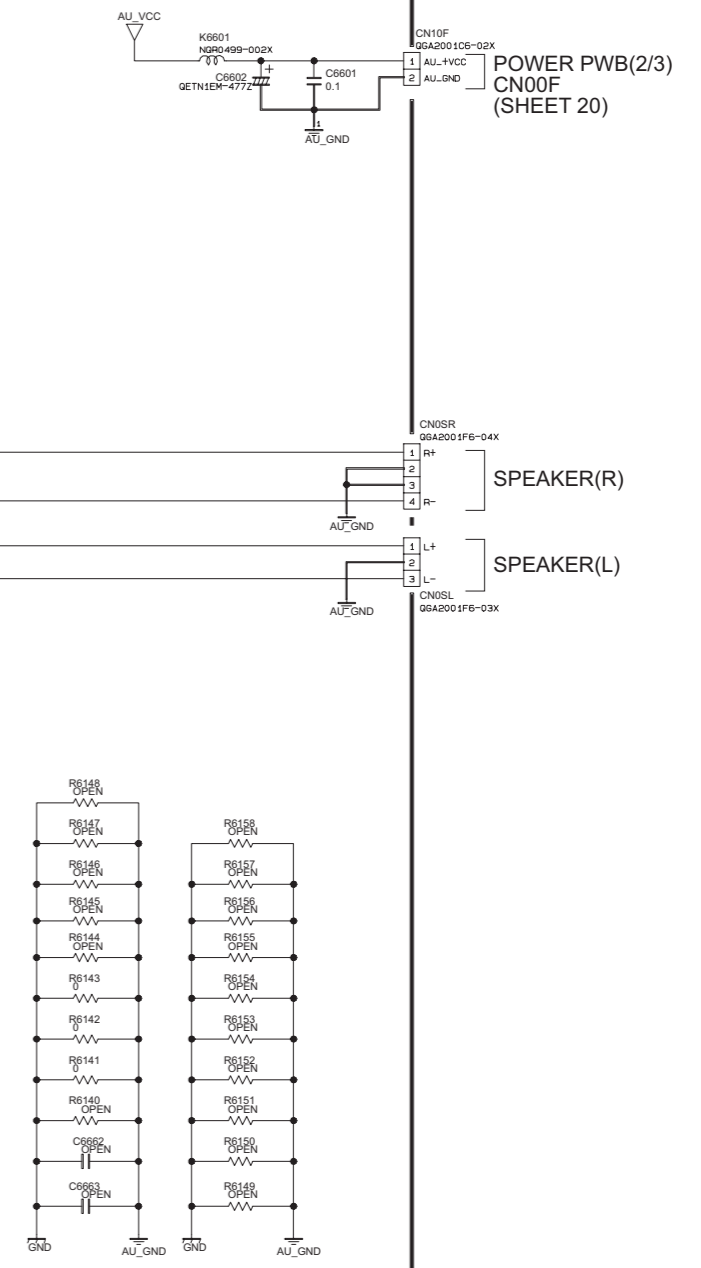 AU_VCC
K6601
NQR0499-002X
C6602
QETN1EM-477Z
+
C6601
0.1
1
AU_GND
CN10F
QGA2001C6-02X
1 AU_+VCC
2 AU_GND
POWER PWB(2/3)
CN00F
(SHEET 20)
CN0SR
QGA2001F6-04X
1 R+
2
3
4 R-
SPEAKER(R)
AU_GND
1 L+
2
3 L-
SPEAKER(L)
CN0SL
QGA2001F6-03X
AU_GND
R6148
OPEN
R6147
OPEN
R6146
OPEN
R6145
OPEN
R6144
OPEN
R6143
0
R6142
0
R6141
0
R6140
OPEN
C6662
OPEN
C6663
OPEN
GND
AU_GND
R6158
OPEN
R6157
OPEN
R6156
OPEN
R6155
OPEN
R6154
OPEN
R6153
OPEN
R6152
OPEN
R6151
OPEN
R6150
OPEN
R6149
OPEN
GND
AU_GND